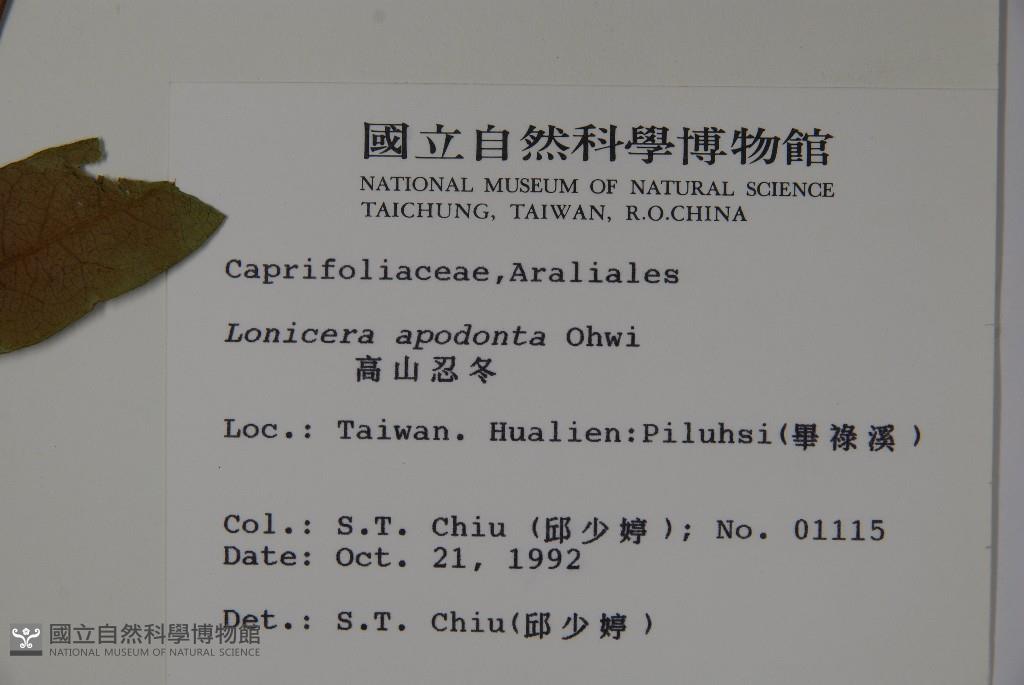 國立自然科學博物館
NATIONAL MUSEUM OF NATURAL SCIENCE
TAICHUNG, TAIWAN, R.O.CHINA
Caprifoliaceae,Araliales
Lonicera apodonta Ohwi
高山忍冬
Loc.: Taiwan. Hualien:Piluhsi(畢祿溪)
Col.: S.T. Chiu (邱少婷); No. 01115
Date: Oct. 21, 1992
Det.: S.T. Chiu(邱少婷)
國立自然科學博物館
NATIONAL MUSEUM OF NATURAL SCIENCE